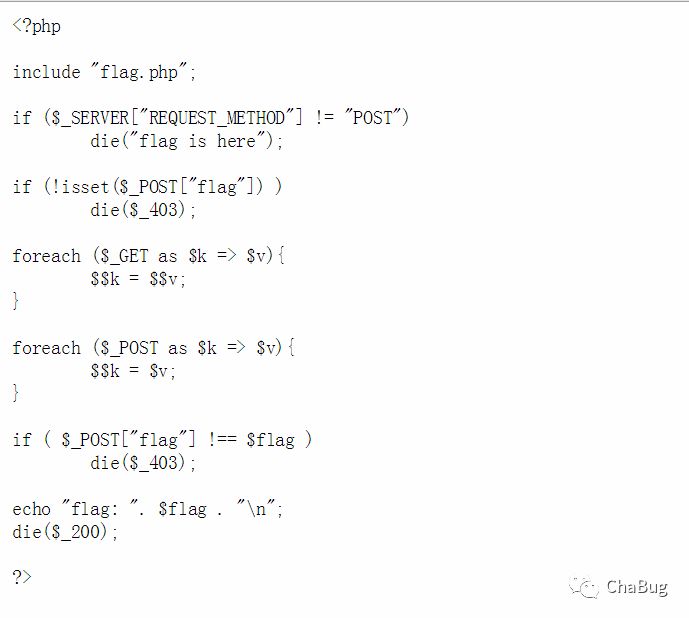 <?php
include "flag.php";
if ($_SERVER["REQUEST_METHOD"] != "POST")
die("flag is here");
if (!isset($_POST["flag"]) )
die($_403);
foreach ($_GET as $k => $v){
$$k = $$v;
}
foreach ($_POST as $k => $v){
$$k = $v;
}
if ( $_POST["flag"] !== $flag )
die($_403);
echo "flag: ". $flag . "\n";
die($_200);
?>
ChaBug